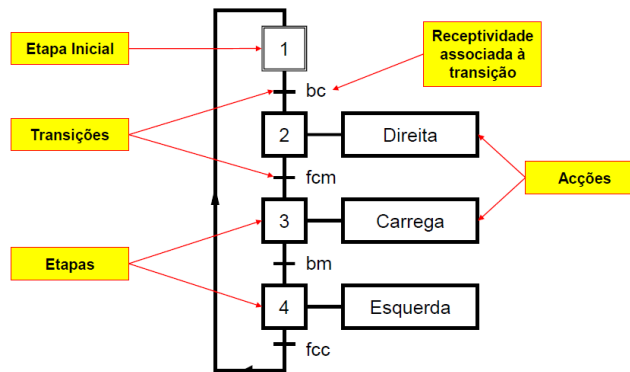 Etapa Inicial
1
Receptividade
associada à
transição
bc
Transições
2
Direita
fcm
Acções
3
Carrega
Etapas
bm
4
Esquerda
fcc